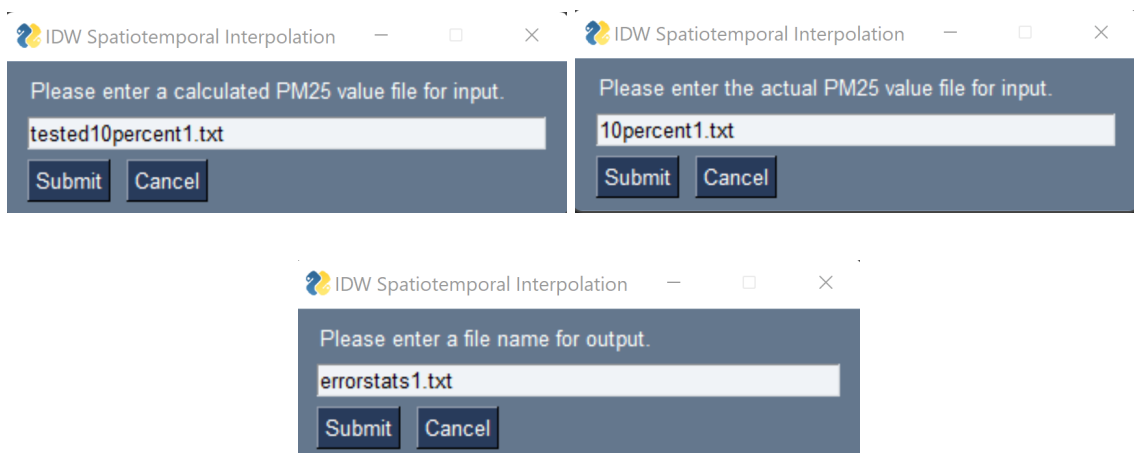 IDW Spatiotemporal Interpolation
Please enter a calculated PM25 value file for input.
tested10percent1.txt
Submit Cancel
IDW Spatiotemporal Interpolation
Please enter the actual PM25 value file for input.
10percent1.txt
Submit Cancel
IDW Spatiotemporal Interpolation
Please enter a file name for output.
errorstats1.txt
Submit Cancel